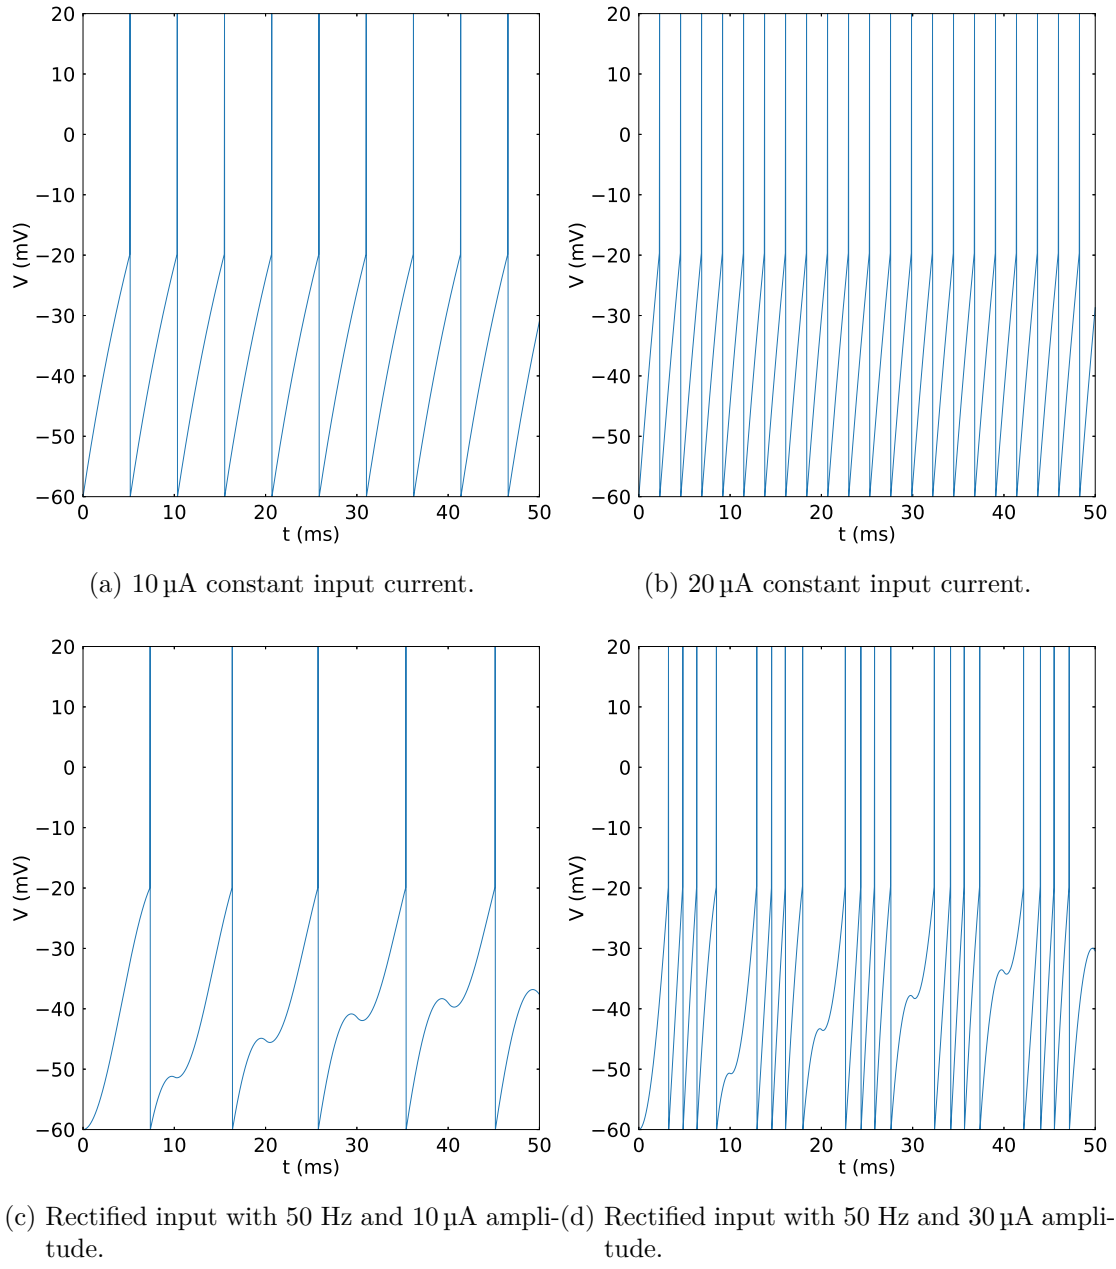 20
10
0
−10
−20
−30
−40
−50
−60
V (mV)
0 10 20 30 40 50
t (ms)
(a) 10 µA constant input current.
20
10
0
−10
−20
−30
−40
−50
−60
V (mV)
0 10 20 30 40 50
t (ms)
(b) 20 µA constant input current.
20
10
0
−10
−20
−30
−40
−50
−60
V (mV)
0 10 20 30 40 50
t (ms)
(c) Rectified input with 50 Hz and 10 µA ampli-
tude.
20
10
0
−10
−20
−30
−40
−50
−60
V (mV)
0 10 20 30 40 50
t (ms)
(d) Rectified input with 50 Hz and 30 µA ampli-
tude.